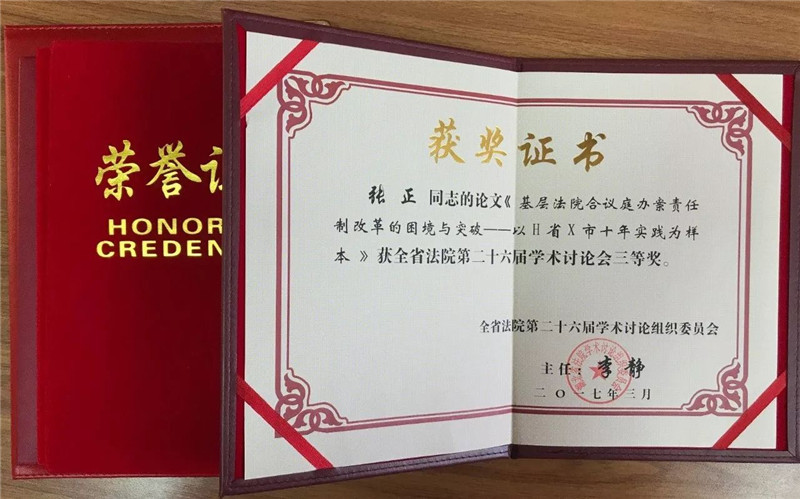 荣誉证
HONOR
CREDEN
获奖证书
张正 同志的论文《基层法院合议庭办案责任
制改革的困境与突破——以H省X市十年实践为样
本 》获全省法院第二十六届学术讨论会三等奖。
全省法院第二十六届学术讨论组织委员会
主任：李静
二〇一七年三月